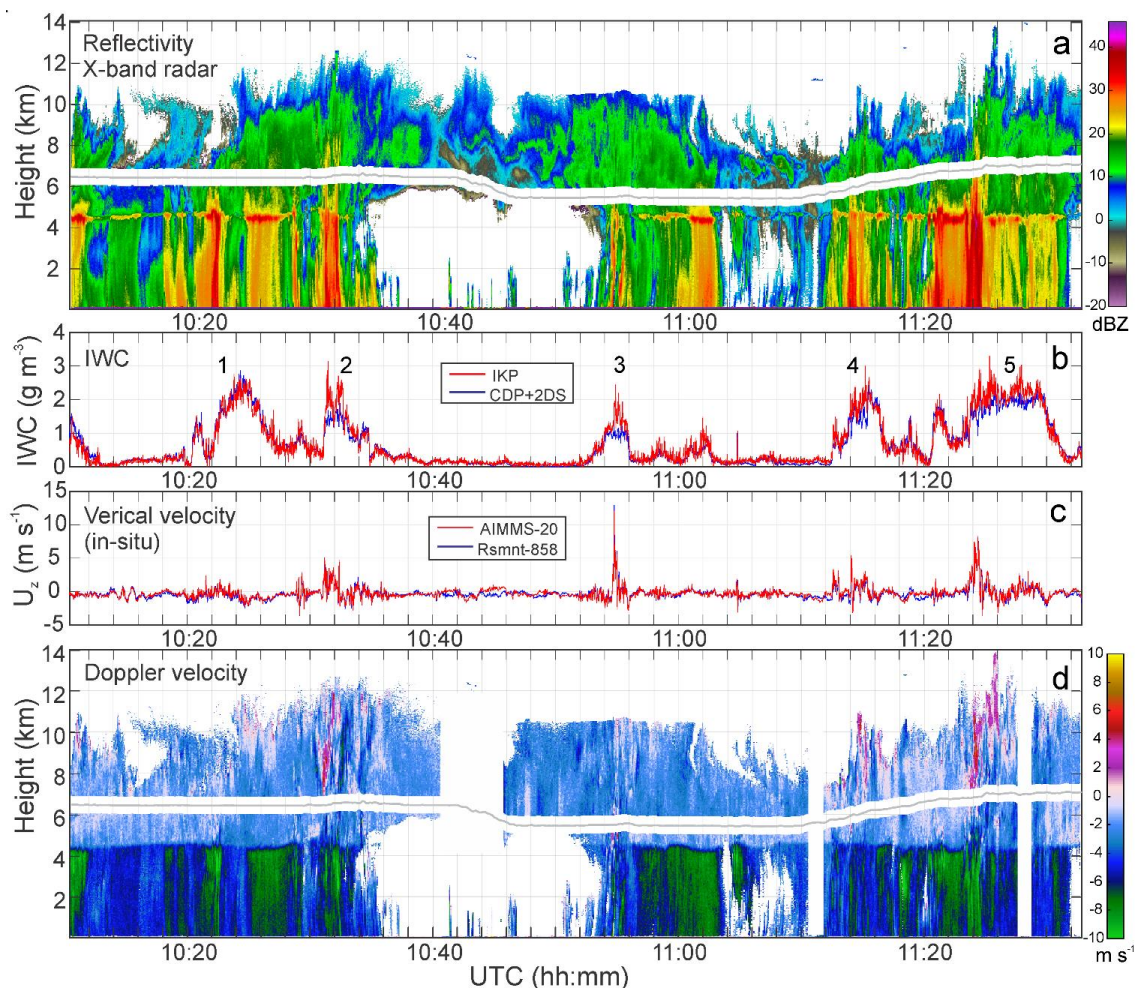 14
12
10
8
6
4
2
Height (km)
Reflectivity
X-band radar
a
40
30
20
10
0
-10
-20
dBZ
10:20 10:40 11:00 11:20
4
3
2
1
0
IWC (g m⁻³)
IWC
1 2 3 4 5
b
IKP
CDP+2DS
10:20 10:40 11:00 11:20
15
10
5
0
-5
U_z (m s⁻¹)
Verical velocity
(in-situ)
c
AIMMS-20
Rsmnt-858
10:20 10:40 11:00 11:20
14
12
10
8
6
4
2
Height (km)
Doppler velocity
d
10
8
6
4
2
0
-2
-4
-6
-8
-10
m s⁻¹
10:20 10:40 11:00 11:20
UTC (hh:mm)